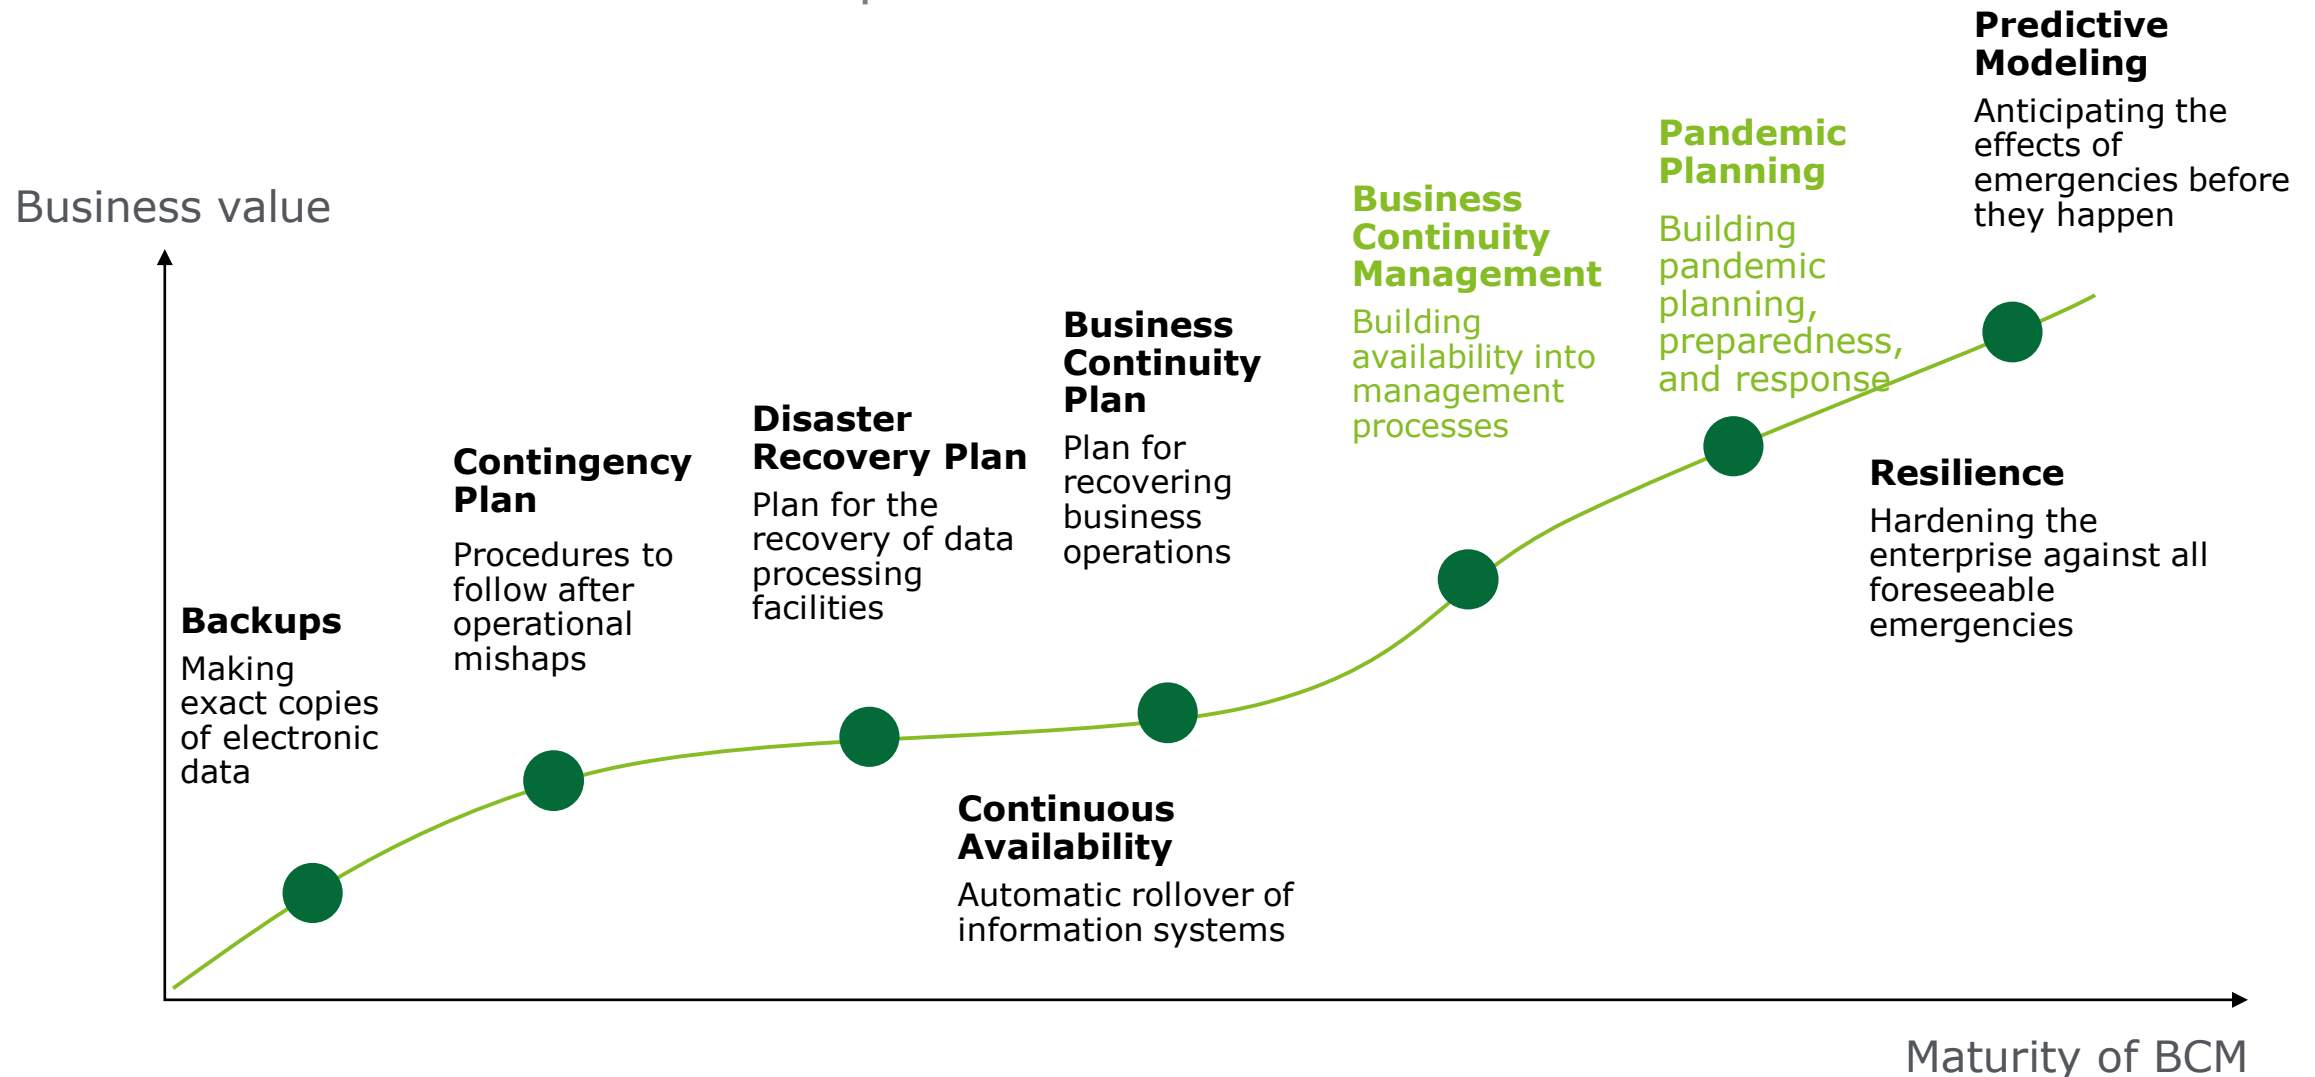 Business value
Backups
Making
exact copies
of electronic
data
Contingency
Plan
Procedures to
follow after
operational
mishaps
Disaster
Recovery Plan
Plan for the
recovery of data
processing
facilities
Business
Continuity
Plan
Plan for
recovering
business
operations
Continuous
Availability
Automatic rollover of
information systems
Business
Continuity
Management
Building
availability into
management
processes
Pandemic
Planning
Building
pandemic
planning,
preparedness,
and response
Predictive
Modeling
Anticipating the
effects of
emergencies before
they happen
Resilience
Hardening the
enterprise against all
foreseeable
emergencies
Maturity of BCM